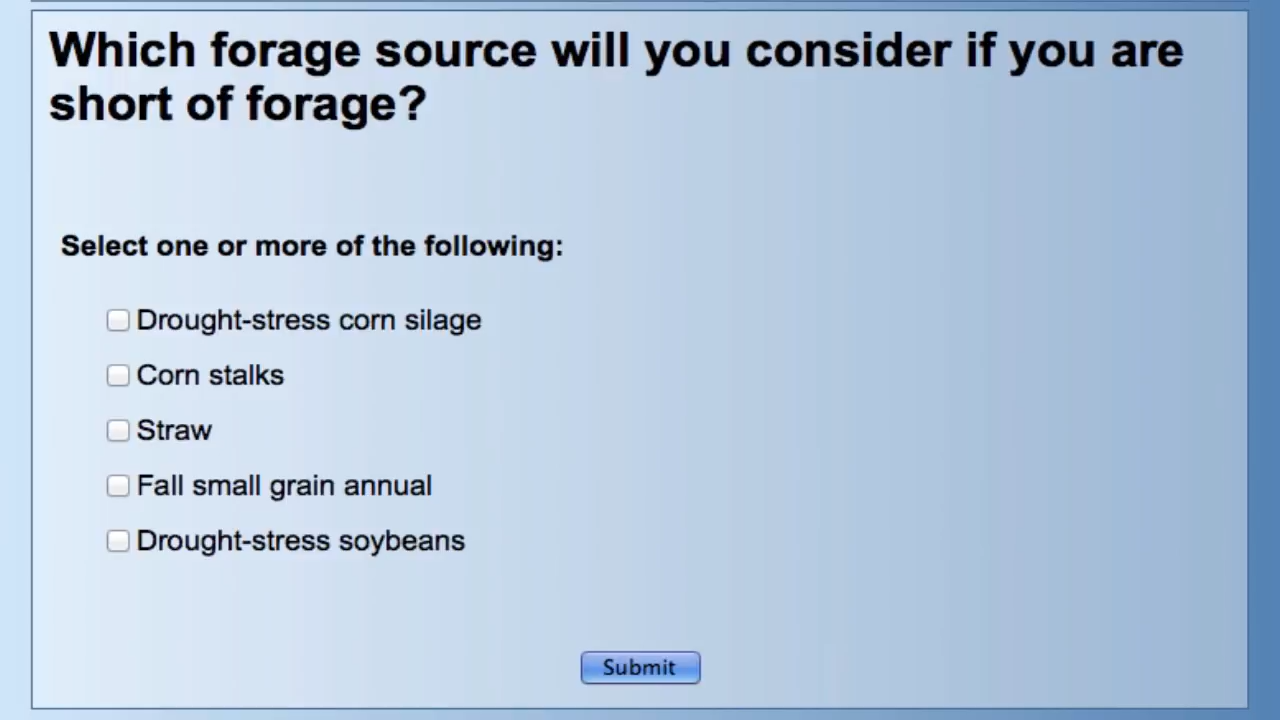 Which forage source will you consider if you are
short of forage?
Select one or more of the following:
Drought-stress corn silage
Corn stalks
Straw
Fall small grain annual
Drought-stress soybeans
Submit